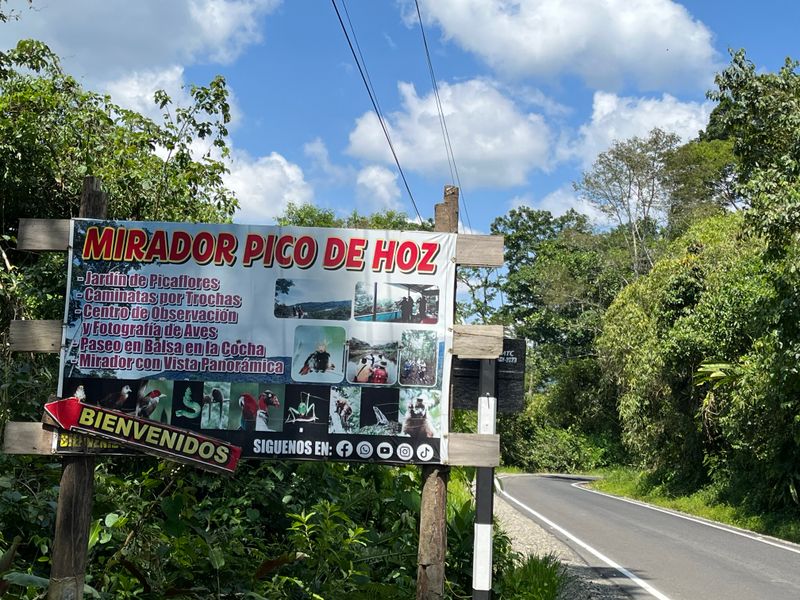 MIRADOR PICO DE HOZ
Jardín de Picaflores
Caminatas por Trochas
Centro de Observación
y Fotografía de Aves
Paseo en Balsa en la Cocha
Mirador con Vista Panorámica
BIENVENIDOS
SIGUENOS EN: